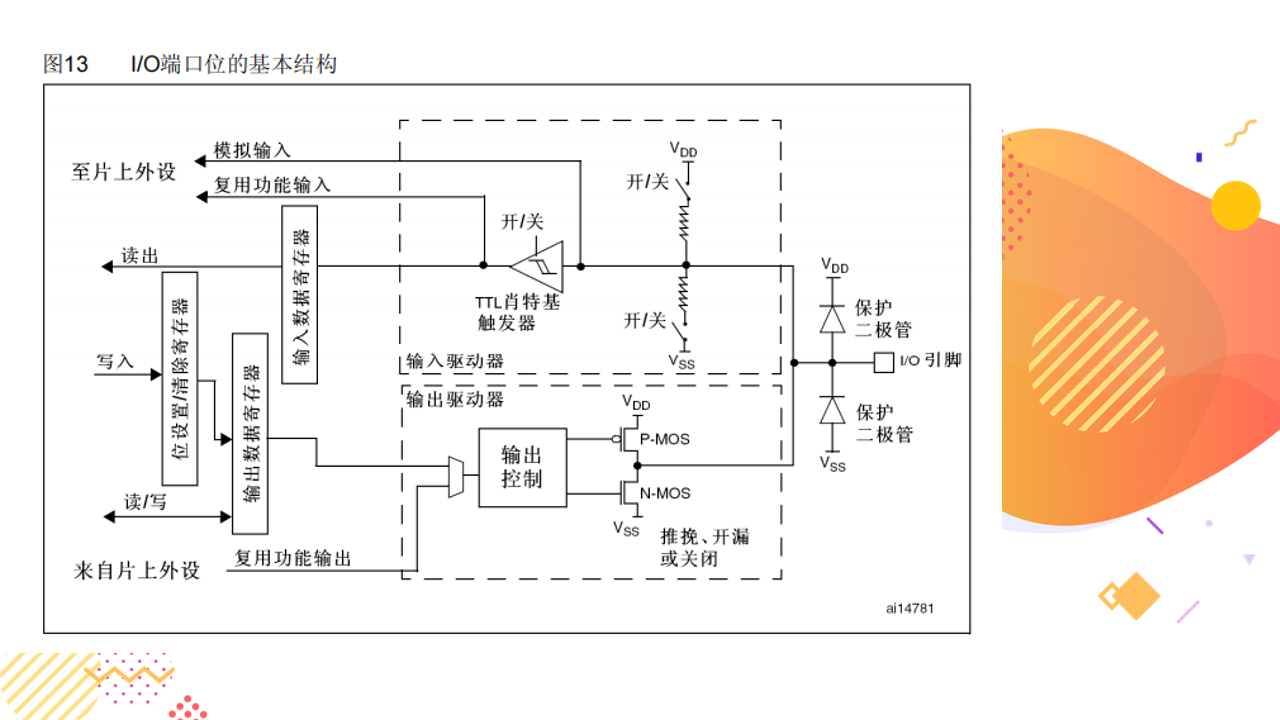 图13 I/O端口位的基本结构
模拟输入
至片上外设
复用功能输入
读出
写入
读/写
来自片上外设
复用功能输出
位设置/清除寄存器
输出数据寄存器
输入数据寄存器
开/关
TTL肖特基
触发器
输入驱动器
VDD
开/关
开/关
VSS
输出驱动器
输出
控制
VDD
P-MOS
N-MOS
VSS
推挽、开漏
或关闭
VDD
保护
二极管
I/O 引脚
保护
二极管
VSS
ai14781